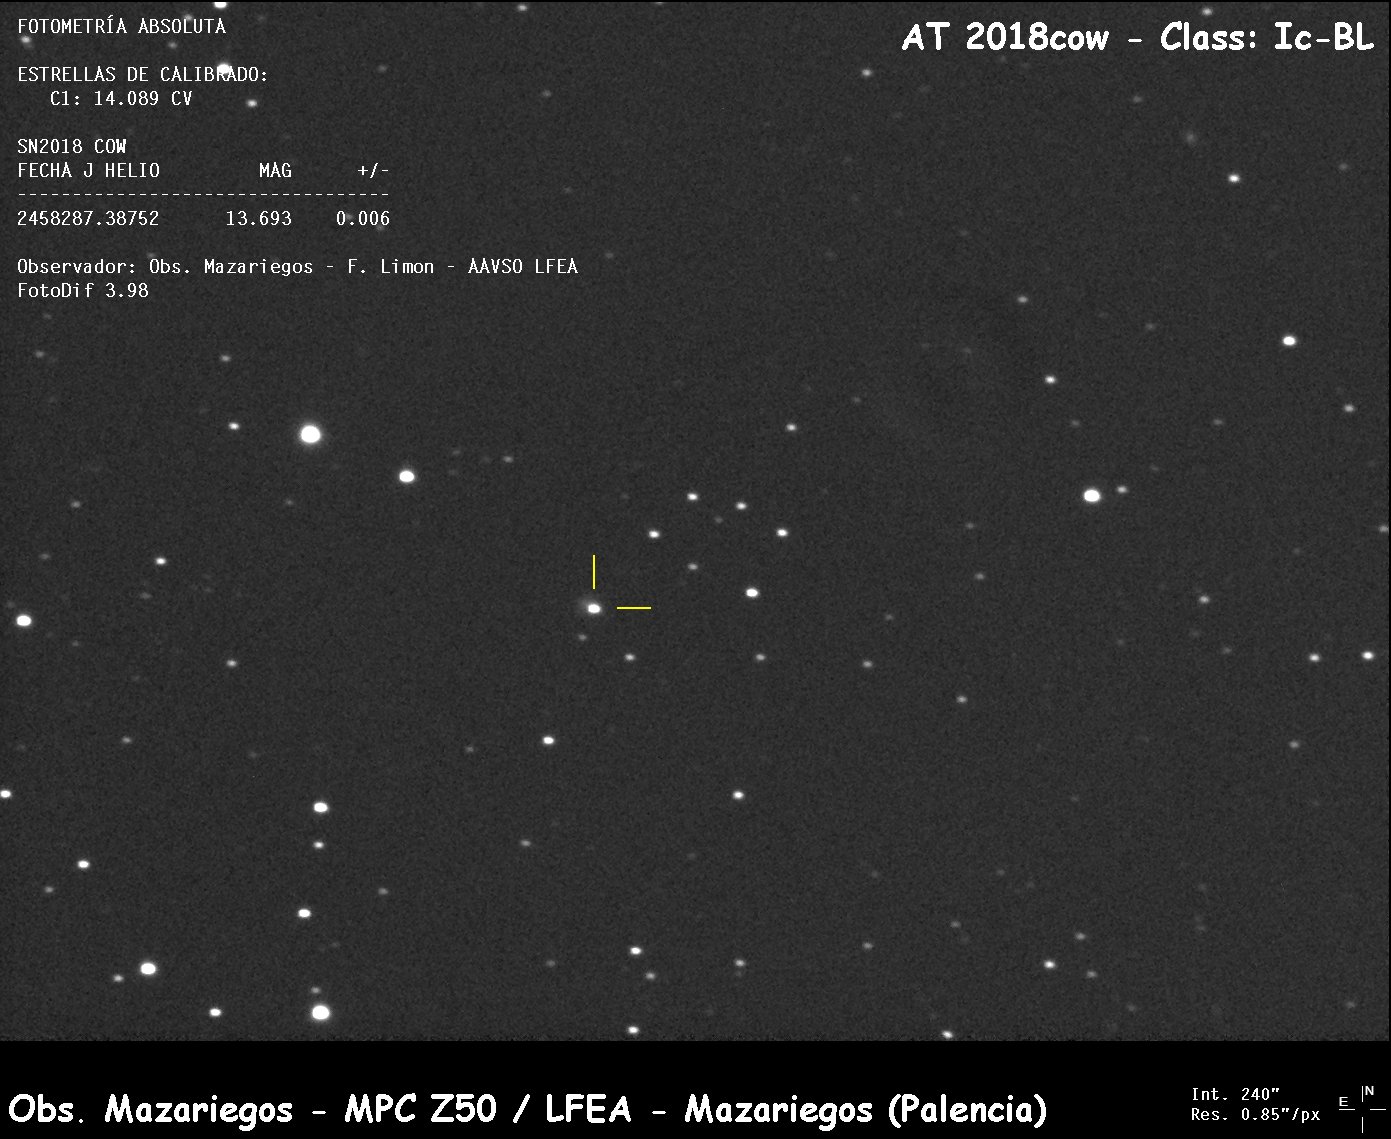 FOTOMETRÍA ABSOLUTA
AT 2018cow - Class: Ic-BL
ESTRELLAS DE CALIBRADO:
C1: 14.089 CV
SN2018 COW
FECHA J HELIO MAG +/-
----------------------------------
2458287.38752 13.693 0.006
Observador: Obs. Mazariegos - F. Limon - AAVSO LFEA
FotoDif 3.98
Obs. Mazariegos - MPC Z50 / LFEA - Mazariegos (Palencia)
Int. 240"
Res. 0.85"/px
N
E